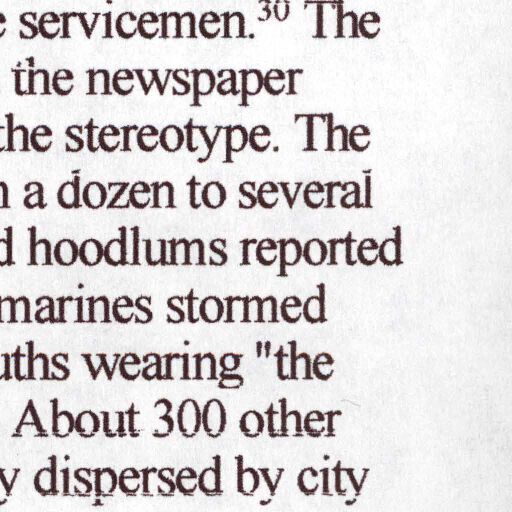 servicemen.³⁰ The
the newspaper
the stereotype. The
a dozen to several
hoodlums reported
marines stormed
wearing "the
About 300 other
dispersed by city